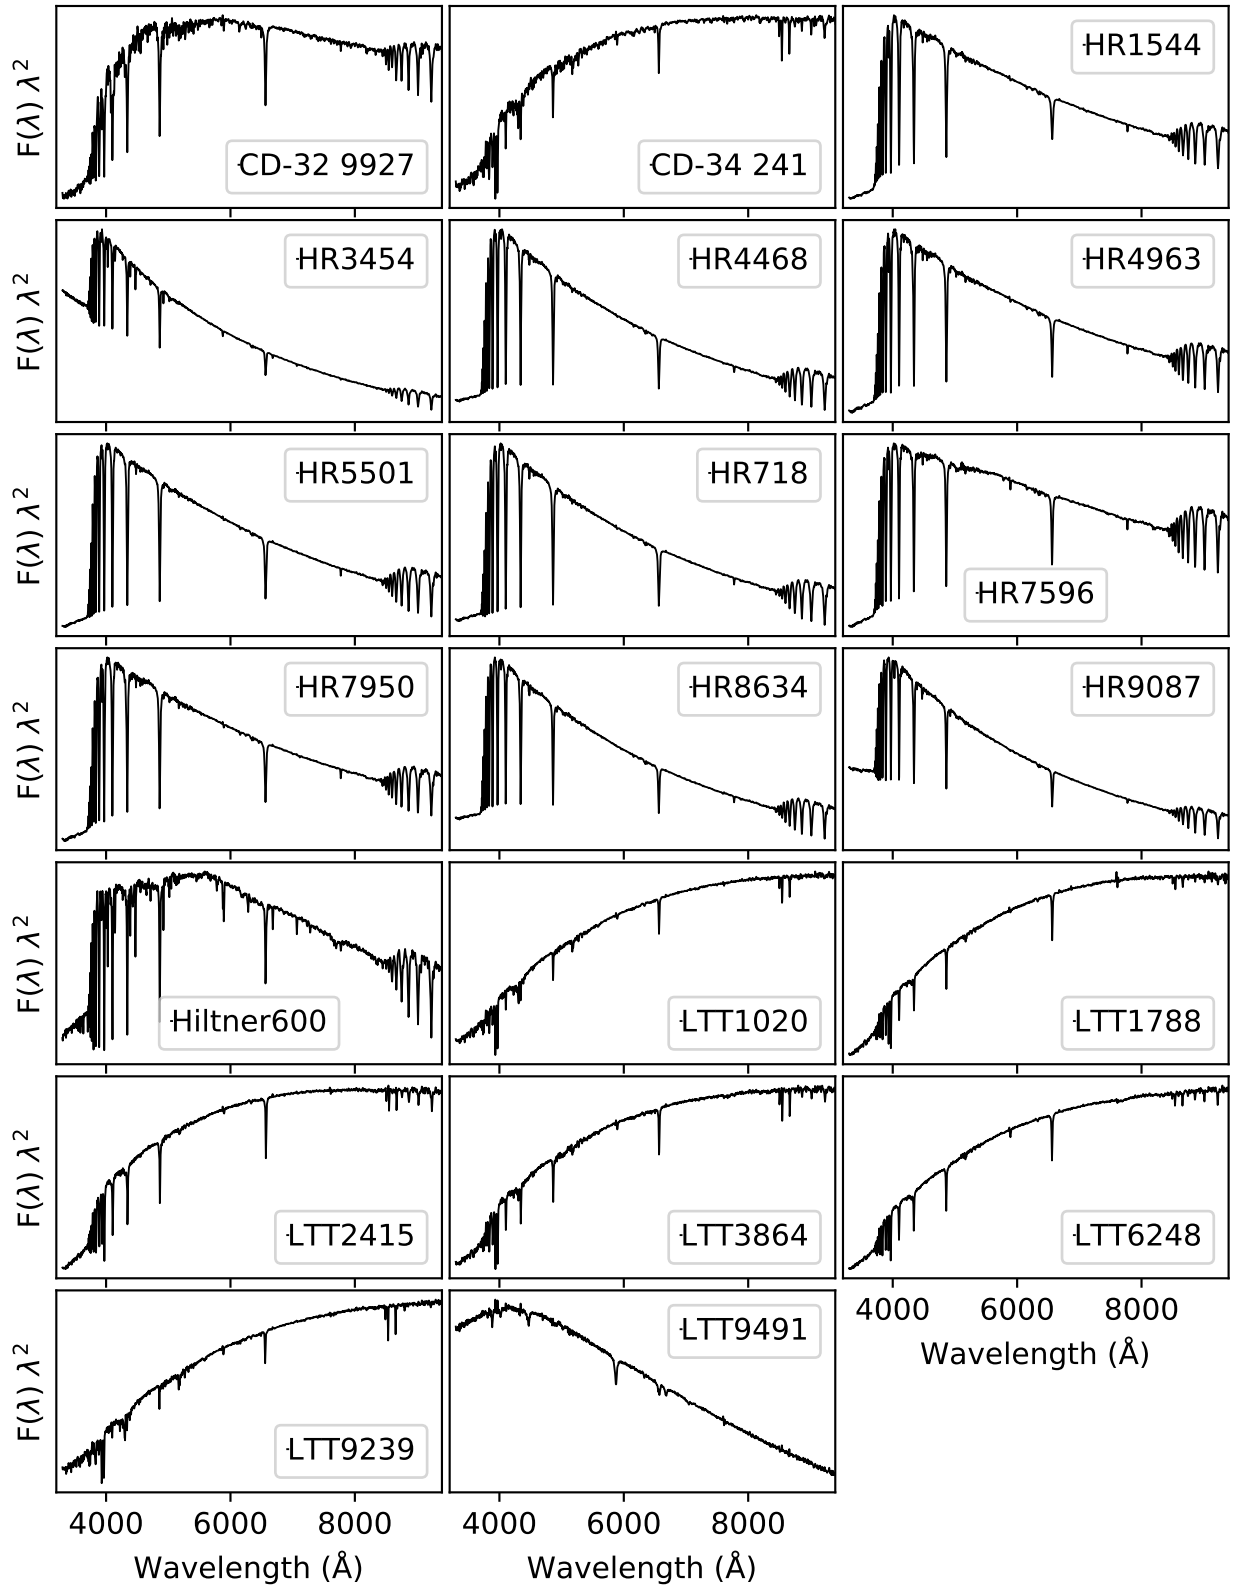 F(λ) λ²
CD-32 9927
CD-34 241
HR1544
F(λ) λ²
HR3454
HR4468
HR4963
F(λ) λ²
HR5501
HR718
HR7596
F(λ) λ²
HR7950
HR8634
HR9087
F(λ) λ²
Hiltner600
LTT1020
LTT1788
F(λ) λ²
LTT2415
LTT3864
LTT6248
4000 6000 8000
Wavelength (Å)
F(λ) λ²
LTT9239
LTT9491
4000 6000 8000
4000 6000 8000
Wavelength (Å)
Wavelength (Å)